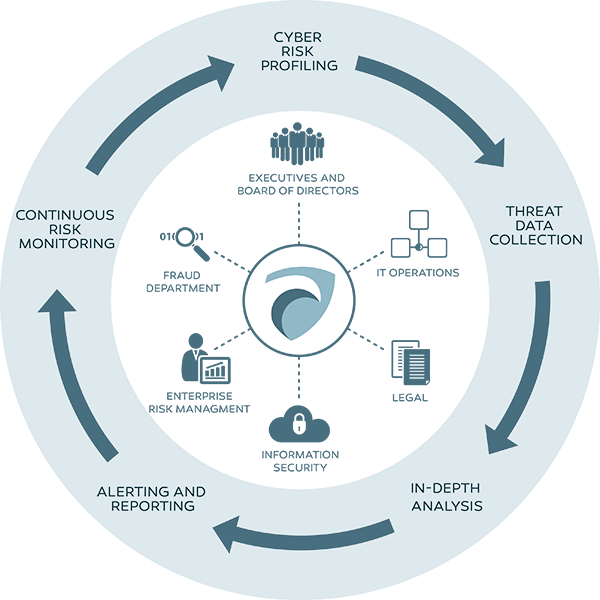 CYBER
RISK
PROFILING
THREAT
DATA
COLLECTION
IN-DEPTH
ANALYSIS
ALERTING AND
REPORTING
CONTINUOUS
RISK
MONITORING
EXECUTIVES AND
BOARD OF DIRECTORS
IT OPERATIONS
LEGAL
INFORMATION
SECURITY
ENTERPRISE
RISK MANAGMENT
01001
FRAUD
DEPARTMENT